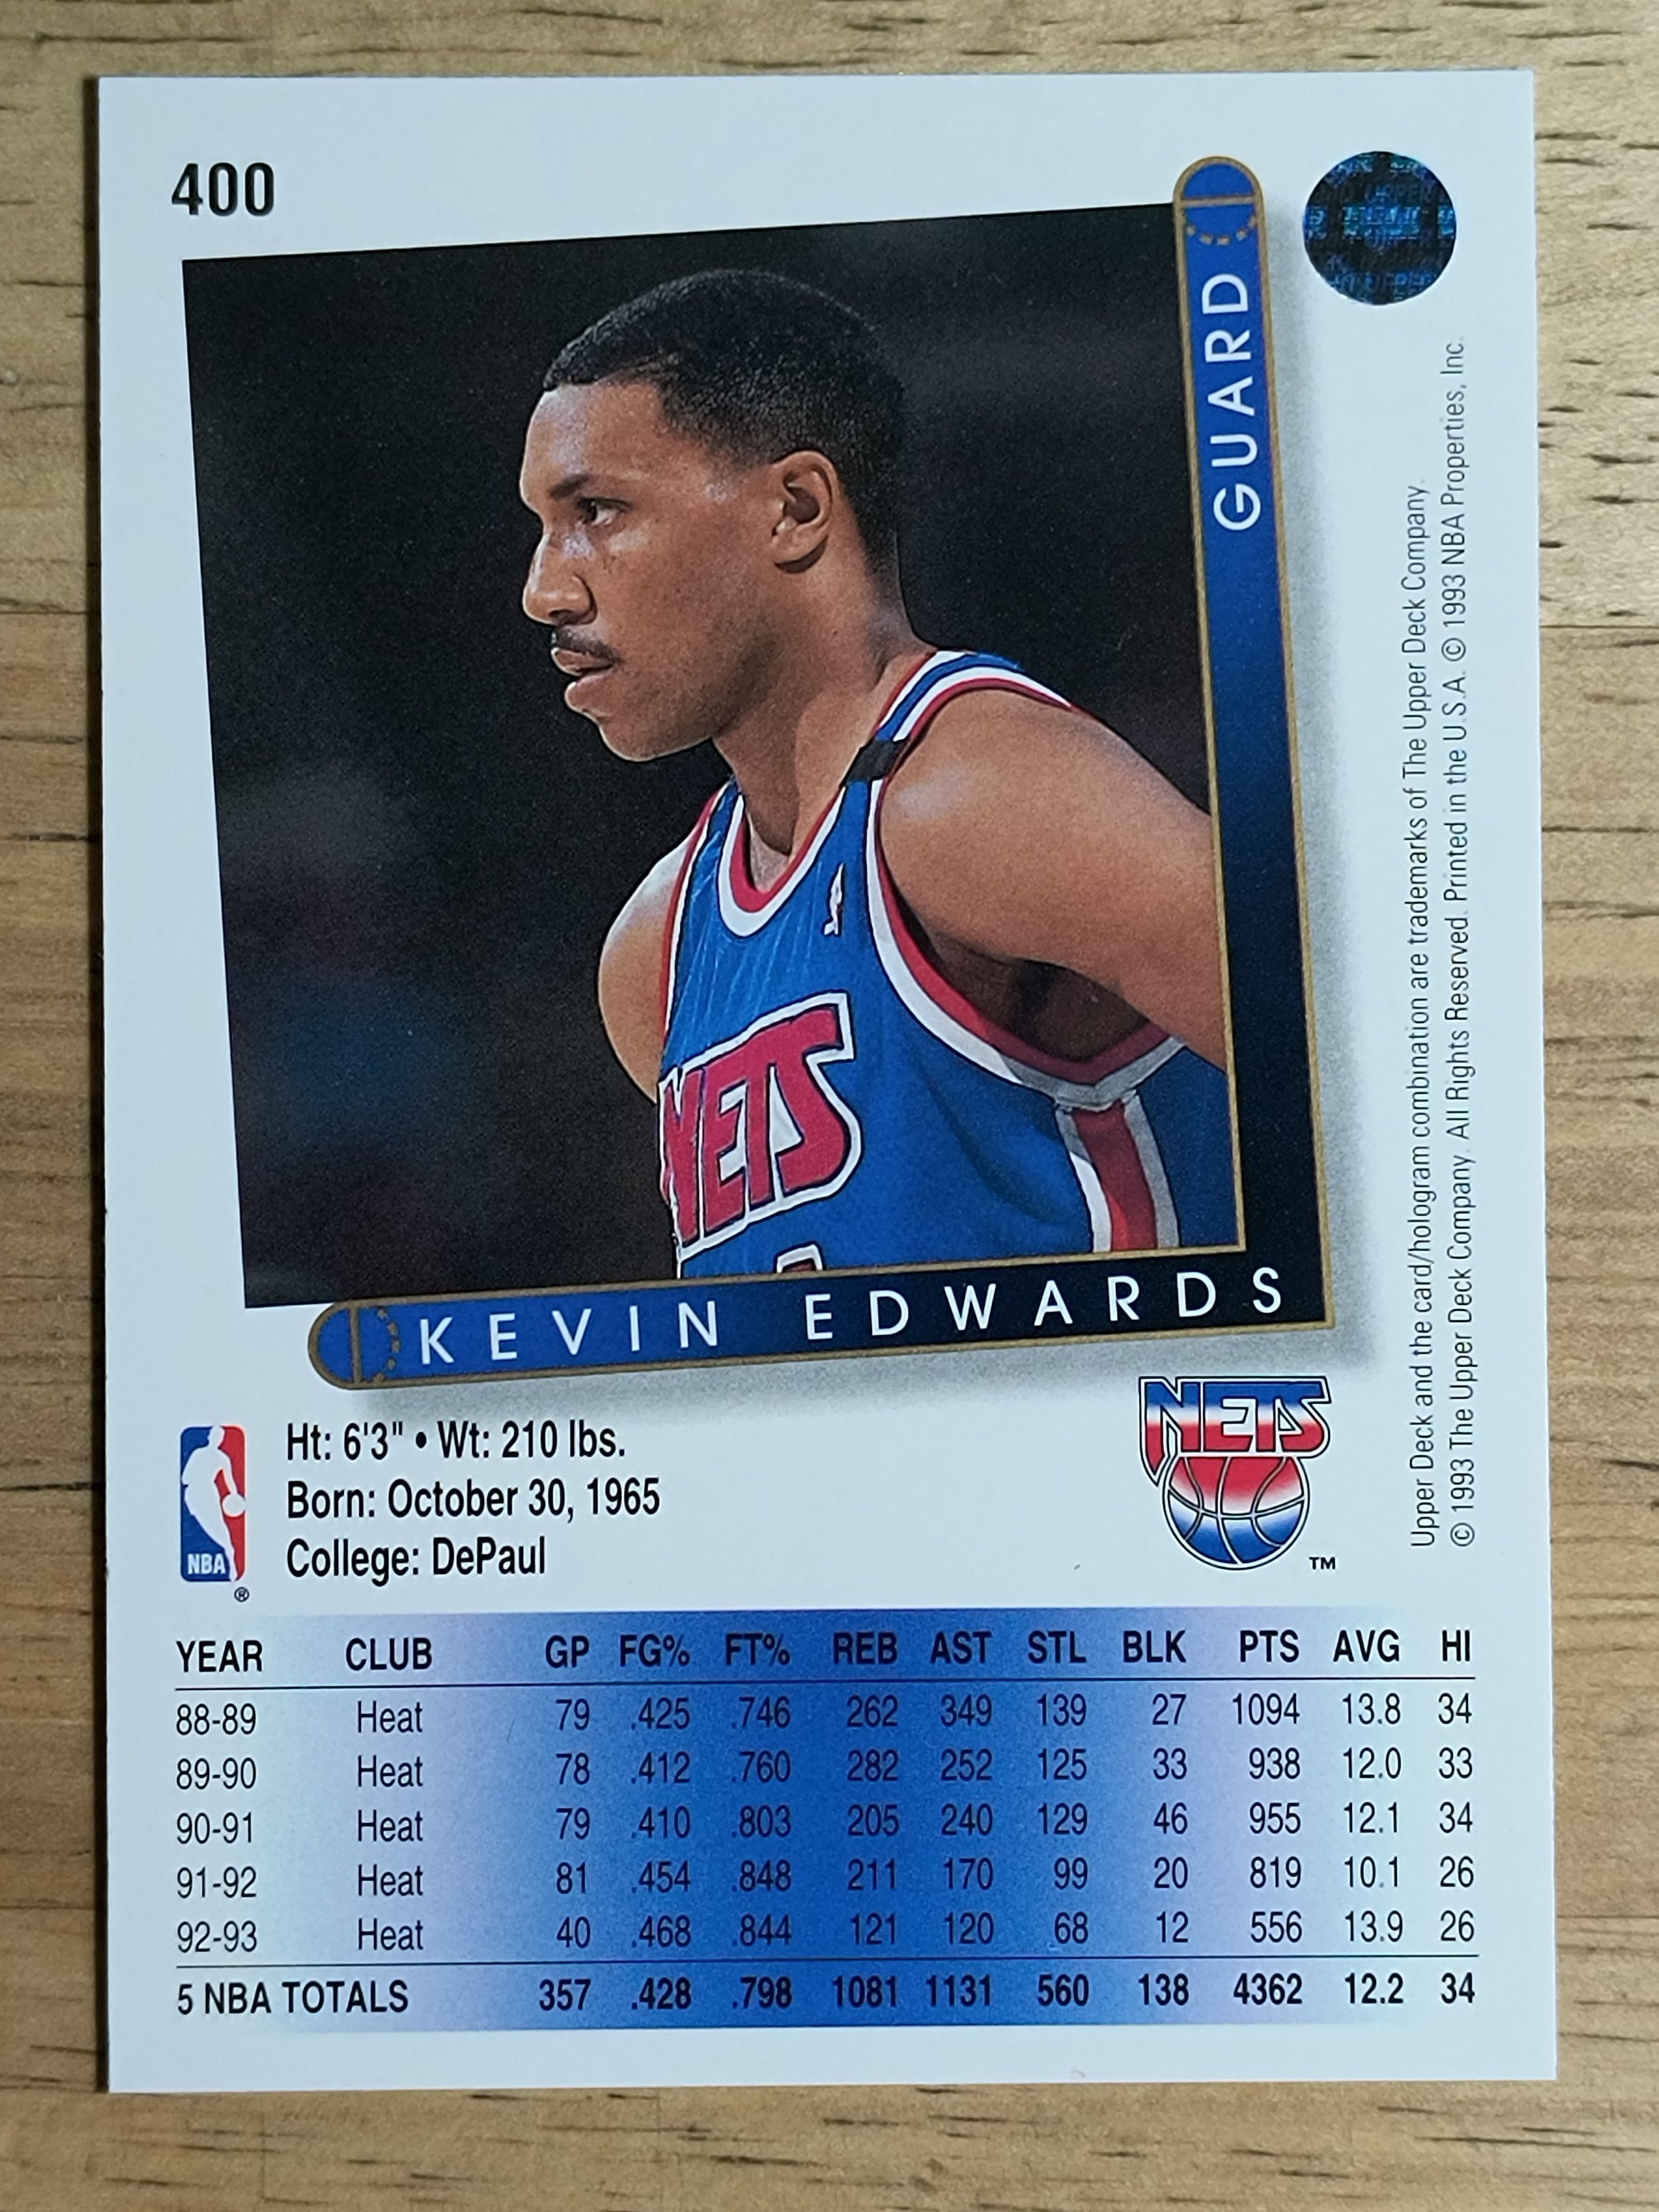 400
GUARD
NETS
KEVIN EDWARDS
NETS
TM
NBA
®
Ht: 6'3" • Wt: 210 lbs.
Born: October 30, 1965
College: DePaul
YEAR CLUB GP FG% FT% REB AST STL BLK PTS AVG HI
88-89 Heat 79 .425 .746 262 349 139 27 1094 13.8 34
89-90 Heat 78 .412 .760 282 252 125 33 938 12.0 33
90-91 Heat 79 .410 .803 205 240 129 46 955 12.1 34
91-92 Heat 81 .454 .848 211 170 99 20 819 10.1 26
92-93 Heat 40 .468 .844 121 120 68 12 556 13.9 26
5 NBA TOTALS 357 .428 .798 1081 1131 560 138 4362 12.2 34
Upper Deck and the card/hologram combination are trademarks of The Upper Deck Company.
© 1993 The Upper Deck Company. All Rights Reserved. Printed in the U.S.A. © 1993 NBA Properties, Inc.